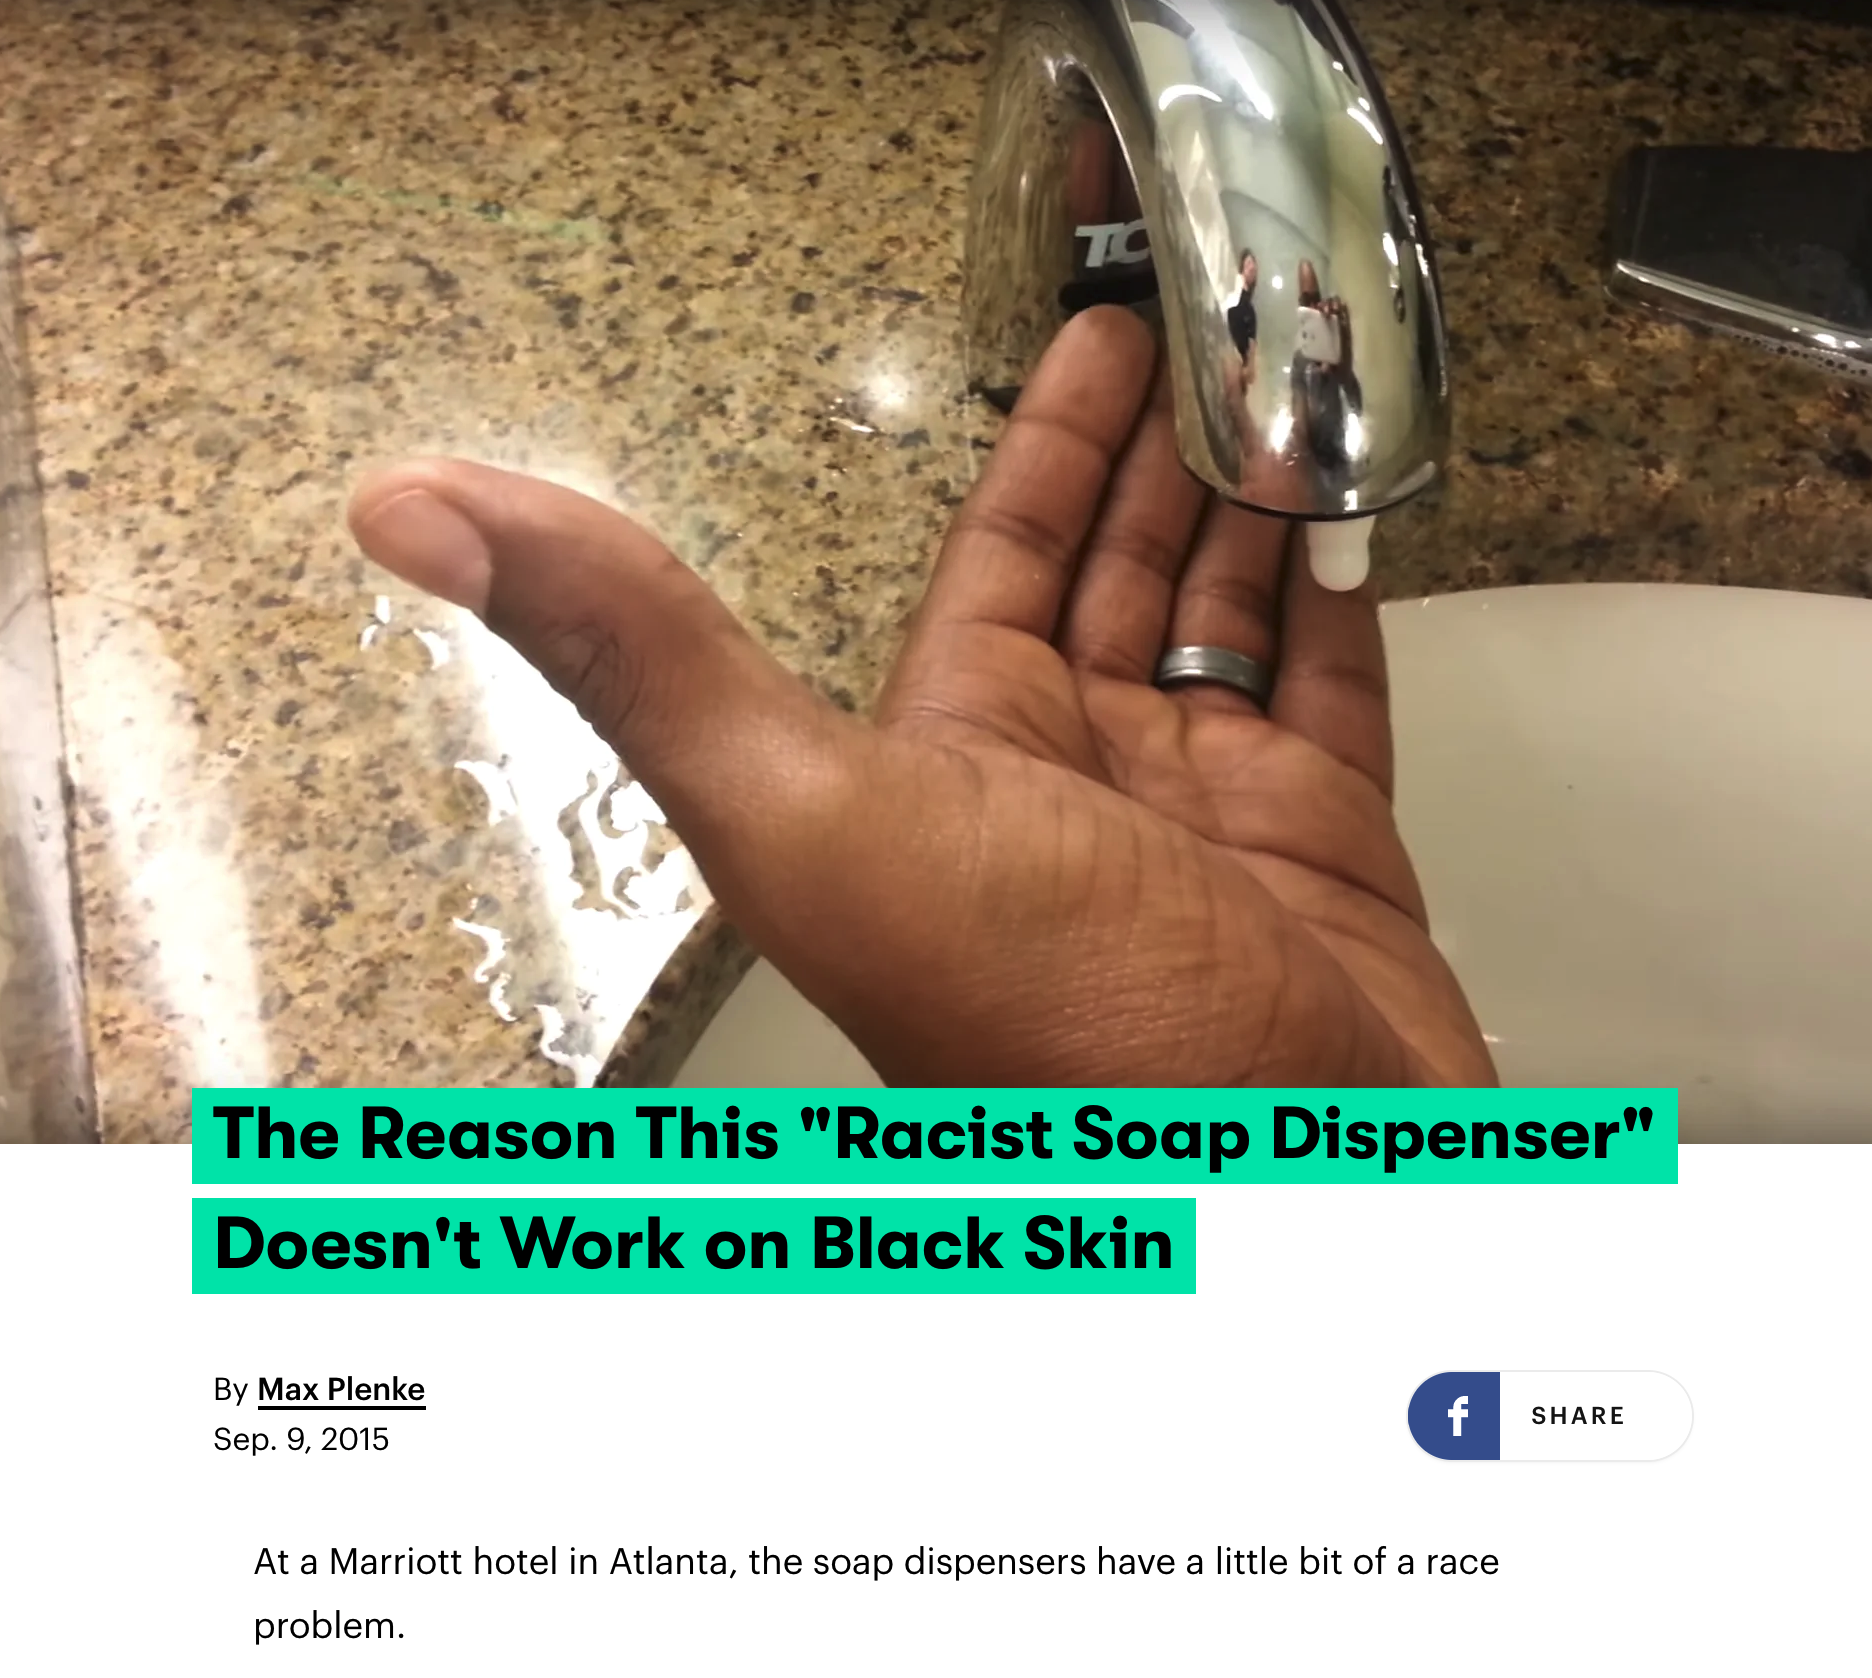 The Reason This "Racist Soap Dispenser"
Doesn't Work on Black Skin
By Max Plenke
Sep. 9, 2015
f SHARE
At a Marriott hotel in Atlanta, the soap dispensers have a little bit of a race
problem.